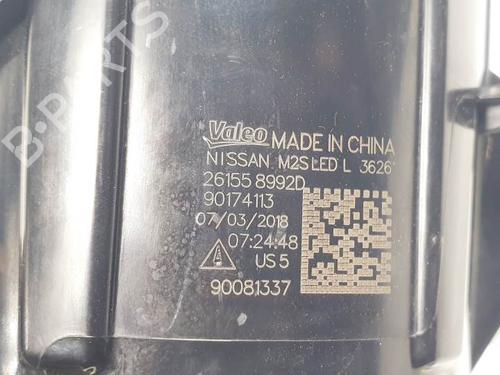 B-PARTS
Valeo MADE IN CHINA
NISSAN M2S LED L 3626
26155 8992D
90174113
07/03/2018
07:24:48
US 5
90081337